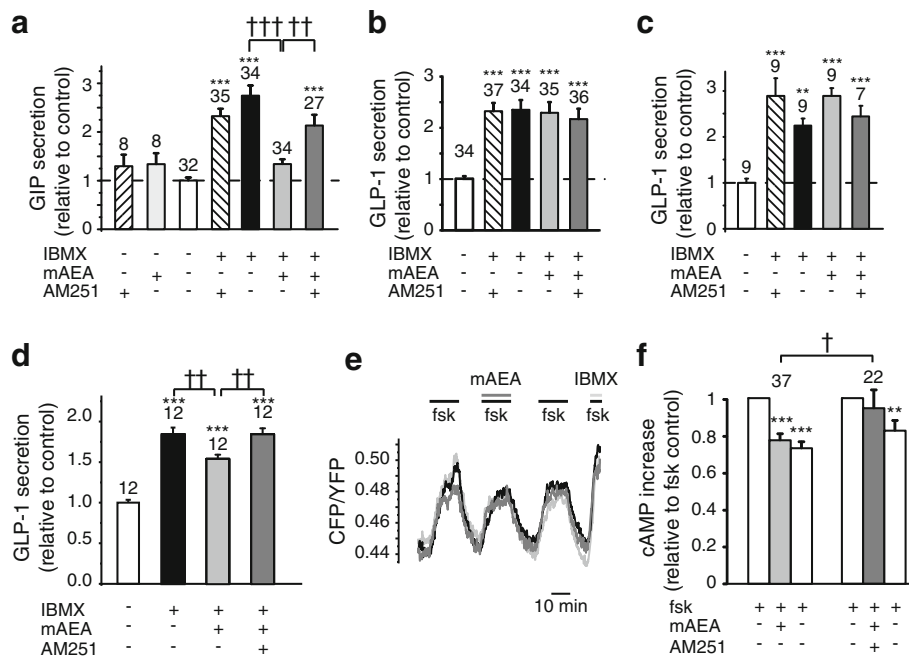 a
GIP secretion
(relative to control)
3
2
1
0
8
8
32
***
35
***
34
34
***
27
††† ††
IBMX - - - + + + +
mAEA - + - - - + +
AM251 + - - + - - +
b
GLP-1 secretion
(relative to control)
3
2
1
0
34
*** *** *** ***
37 34 35 36
IBMX - + + + +
mAEA - - - + +
AM251 - + - - +
c
GLP-1 secretion
(relative to control)
3
2
1
0
9
*** ** *** ***
9 9 9 7
IBMX - + + + +
mAEA - - - + +
AM251 - + - - +
d
GLP-1 secretion
(relative to control)
2.0
1.5
1.0
0.5
0.0
†† ††
*** *** ***
12 12 12 12
IBMX - + + +
mAEA - - + +
AM251 - - - +
e
mAEA IBMX
fsk fsk fsk fsk
CFP/YFP
0.50
0.48
0.46
0.44
10 min
f
cAMP increase
(relative to fsk control)
1
0.8
0.6
0.4
0.2
0
†
37 22
*** *** **
fsk + + + + + +
mAEA - + - - + -
AM251 - - - - + -